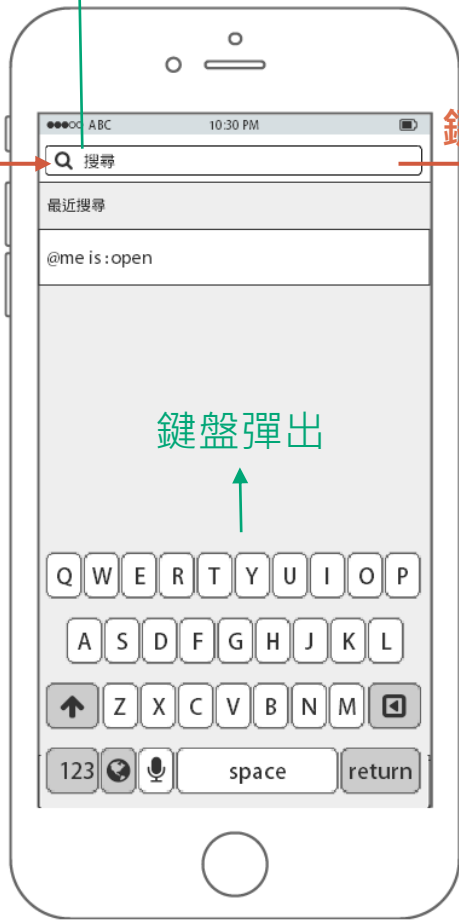 ABC 10:30 PM
搜尋
最近搜尋
@me is:open
鍵盤彈出
Q W E R T Y U I O P
A S D F G H J K L
Z X C V B N M
123 space return